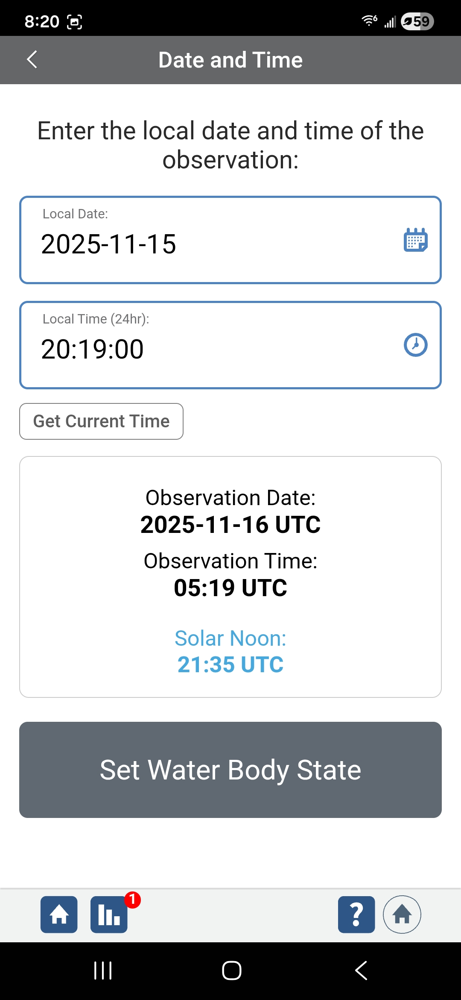 8:20
6
59
Date and Time
Enter the local date and time of the
observation:
Local Date:
2025-11-15
Local Time (24hr):
20:19:00
Get Current Time
Observation Date:
2025-11-16 UTC
Observation Time:
05:19 UTC
Solar Noon:
21:35 UTC
Set Water Body State
1
?